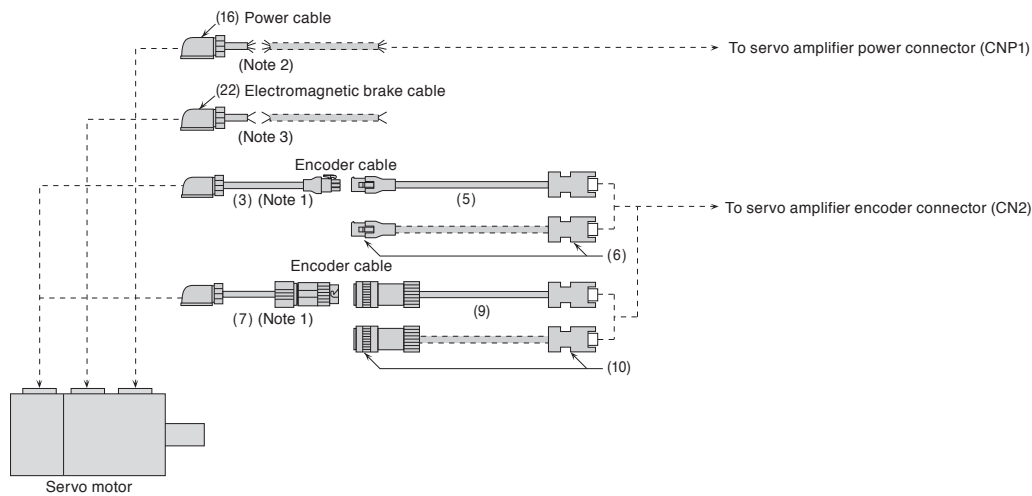 (16) Power cable
To servo amplifier power connector (CNP1)
(Note 2)
(22) Electromagnetic brake cable
(Note 3)
Encoder cable
(3) (Note 1)
(5)
To servo amplifier encoder connector (CN2)
(6)
Encoder cable
(7) (Note 1)
(9)
(10)
Servo motor